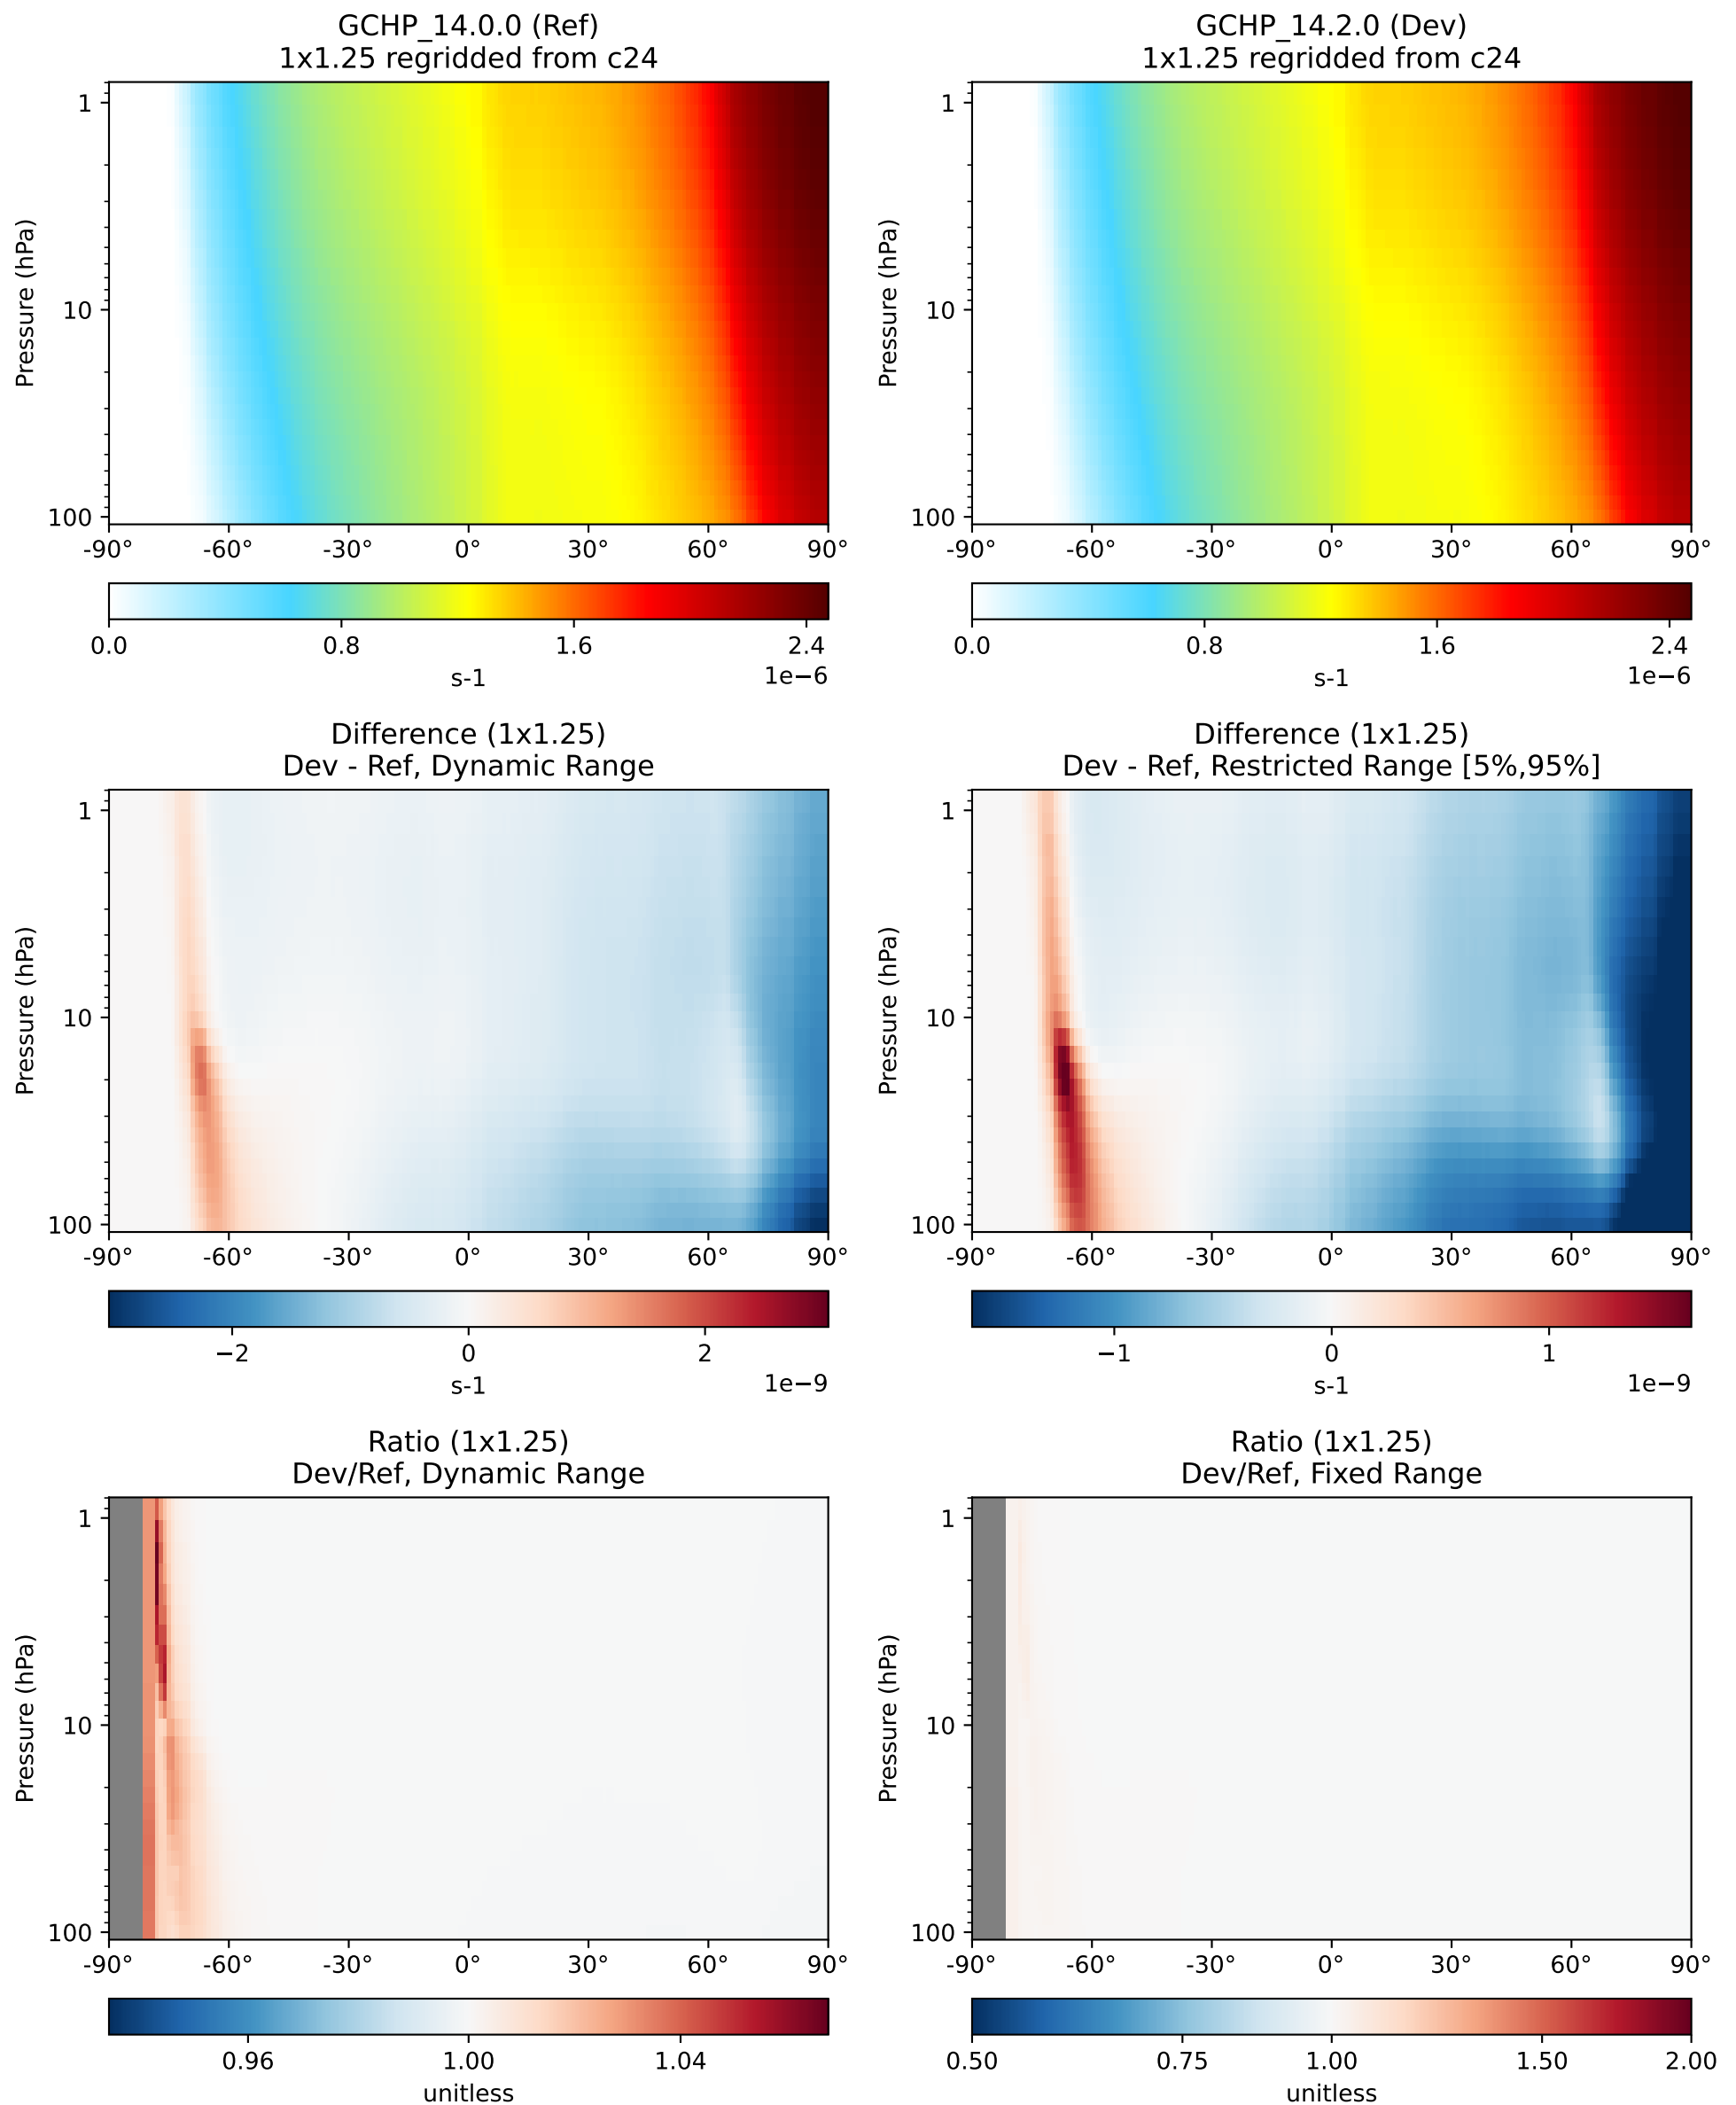 GCHP_14.0.0 (Ref)
1x1.25 regridded from c24
Pressure (hPa)
1
10
100
-90° -60° -30° 0° 30° 60° 90°
0.0 0.8 1.6 2.4
s-1
1e−6
GCHP_14.2.0 (Dev)
1x1.25 regridded from c24
Pressure (hPa)
1
10
100
-90° -60° -30° 0° 30° 60° 90°
0.0 0.8 1.6 2.4
s-1
1e−6
Difference (1x1.25)
Dev - Ref, Dynamic Range
Pressure (hPa)
1
10
100
-90° -60° -30° 0° 30° 60° 90°
−2 0 2
s-1
1e−9
Difference (1x1.25)
Dev - Ref, Restricted Range [5%,95%]
Pressure (hPa)
1
10
100
-90° -60° -30° 0° 30° 60° 90°
−1 0 1
s-1
1e−9
Ratio (1x1.25)
Dev/Ref, Dynamic Range
Pressure (hPa)
1
10
100
-90° -60° -30° 0° 30° 60° 90°
0.96 1.00 1.04
unitless
Ratio (1x1.25)
Dev/Ref, Fixed Range
Pressure (hPa)
1
10
100
-90° -60° -30° 0° 30° 60° 90°
0.50 0.75 1.00 1.50 2.00
unitless